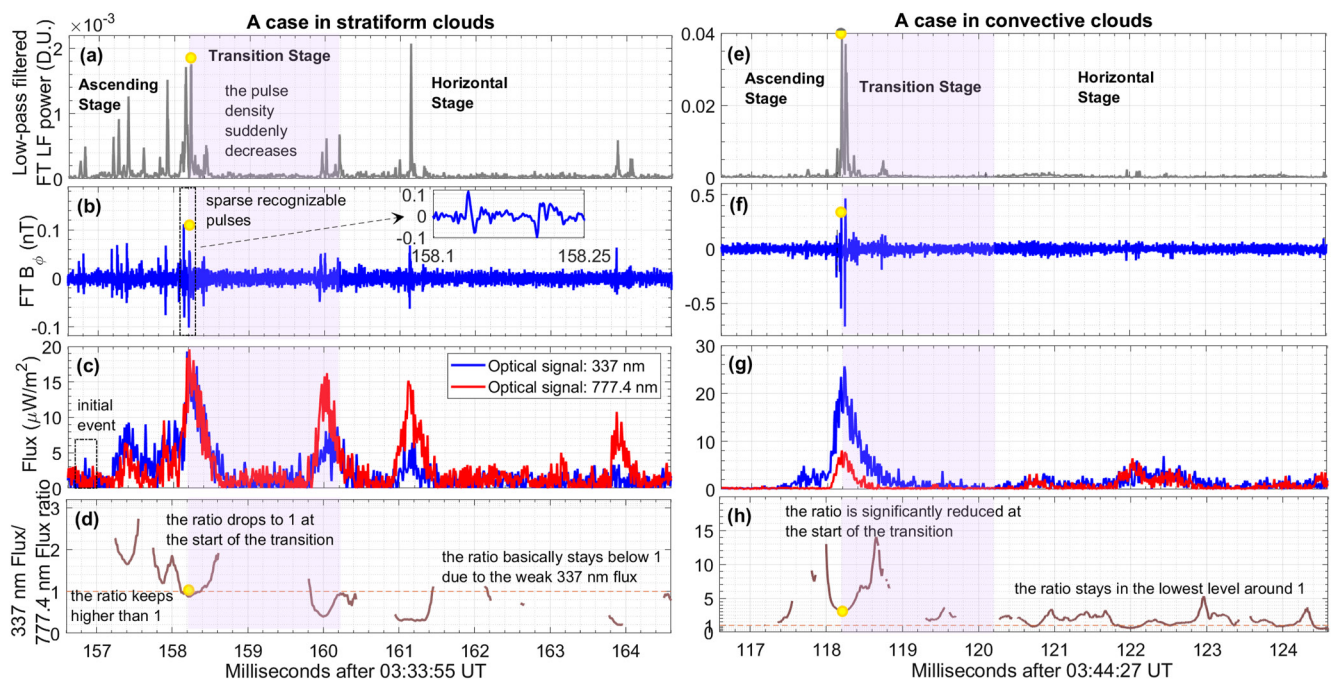 A case in stratiform clouds
×10⁻³
(a)
Low-pass filtered
FT LF power (D.U.)
2
1
0
Ascending
Stage
Transition Stage
the pulse
density
suddenly
decreases
Horizontal
Stage
(b)
FT Bϕ (nT)
0.1
0
-0.1
sparse recognizable
pulses
0.1
0
-0.1
158.1
158.25
(c)
Flux (μW/m²)
20
15
10
5
0
initial
event
Optical signal: 337 nm
Optical signal: 777.4 nm
(d)
337 nm Flux/
777.4 nm Flux ratio
3
2
1
0
the ratio drops to 1 at
the start of the transition
the ratio keeps
higher than 1
the ratio basically stays below 1
due to the weak 337 nm flux
157
158
159
160
161
162
163
164
Milliseconds after 03:33:55 UT
A case in convective clouds
(e)
0.04
0.02
0
Ascending
Stage
Transition Stage
Horizontal
Stage
(f)
0.5
0
-0.5
(g)
30
20
10
0
(h)
15
10
5
3
1
the ratio is significantly reduced at
the start of the transition
the ratio stays in the lowest level around 1
117
118
119
120
121
122
123
124
Milliseconds after 03:44:27 UT